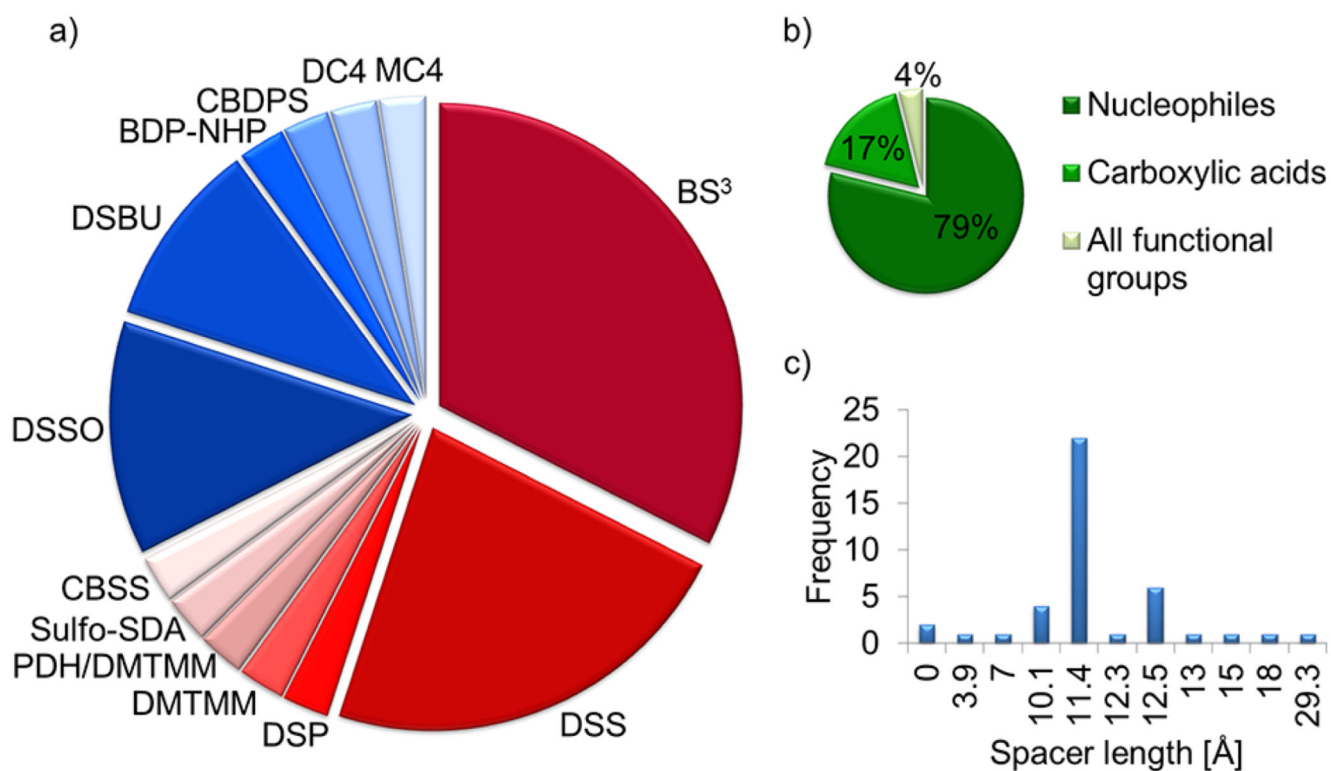 a)
DC4 MC4
CBDPS
BDP-NHP
DSBU
DSSO
CBSS
Sulfo-SDA
PDH/DMTMM
DMTMM
DSP
DSS
BS³
b)
4%
17%
79%
Nucleophiles
Carboxylic acids
All functional
groups
c)
Frequency
25
20
15
10
5
0
0
3.9
7
10.1
11.4
12.3
12.5
13
15
18
29.3
Spacer length [Å]